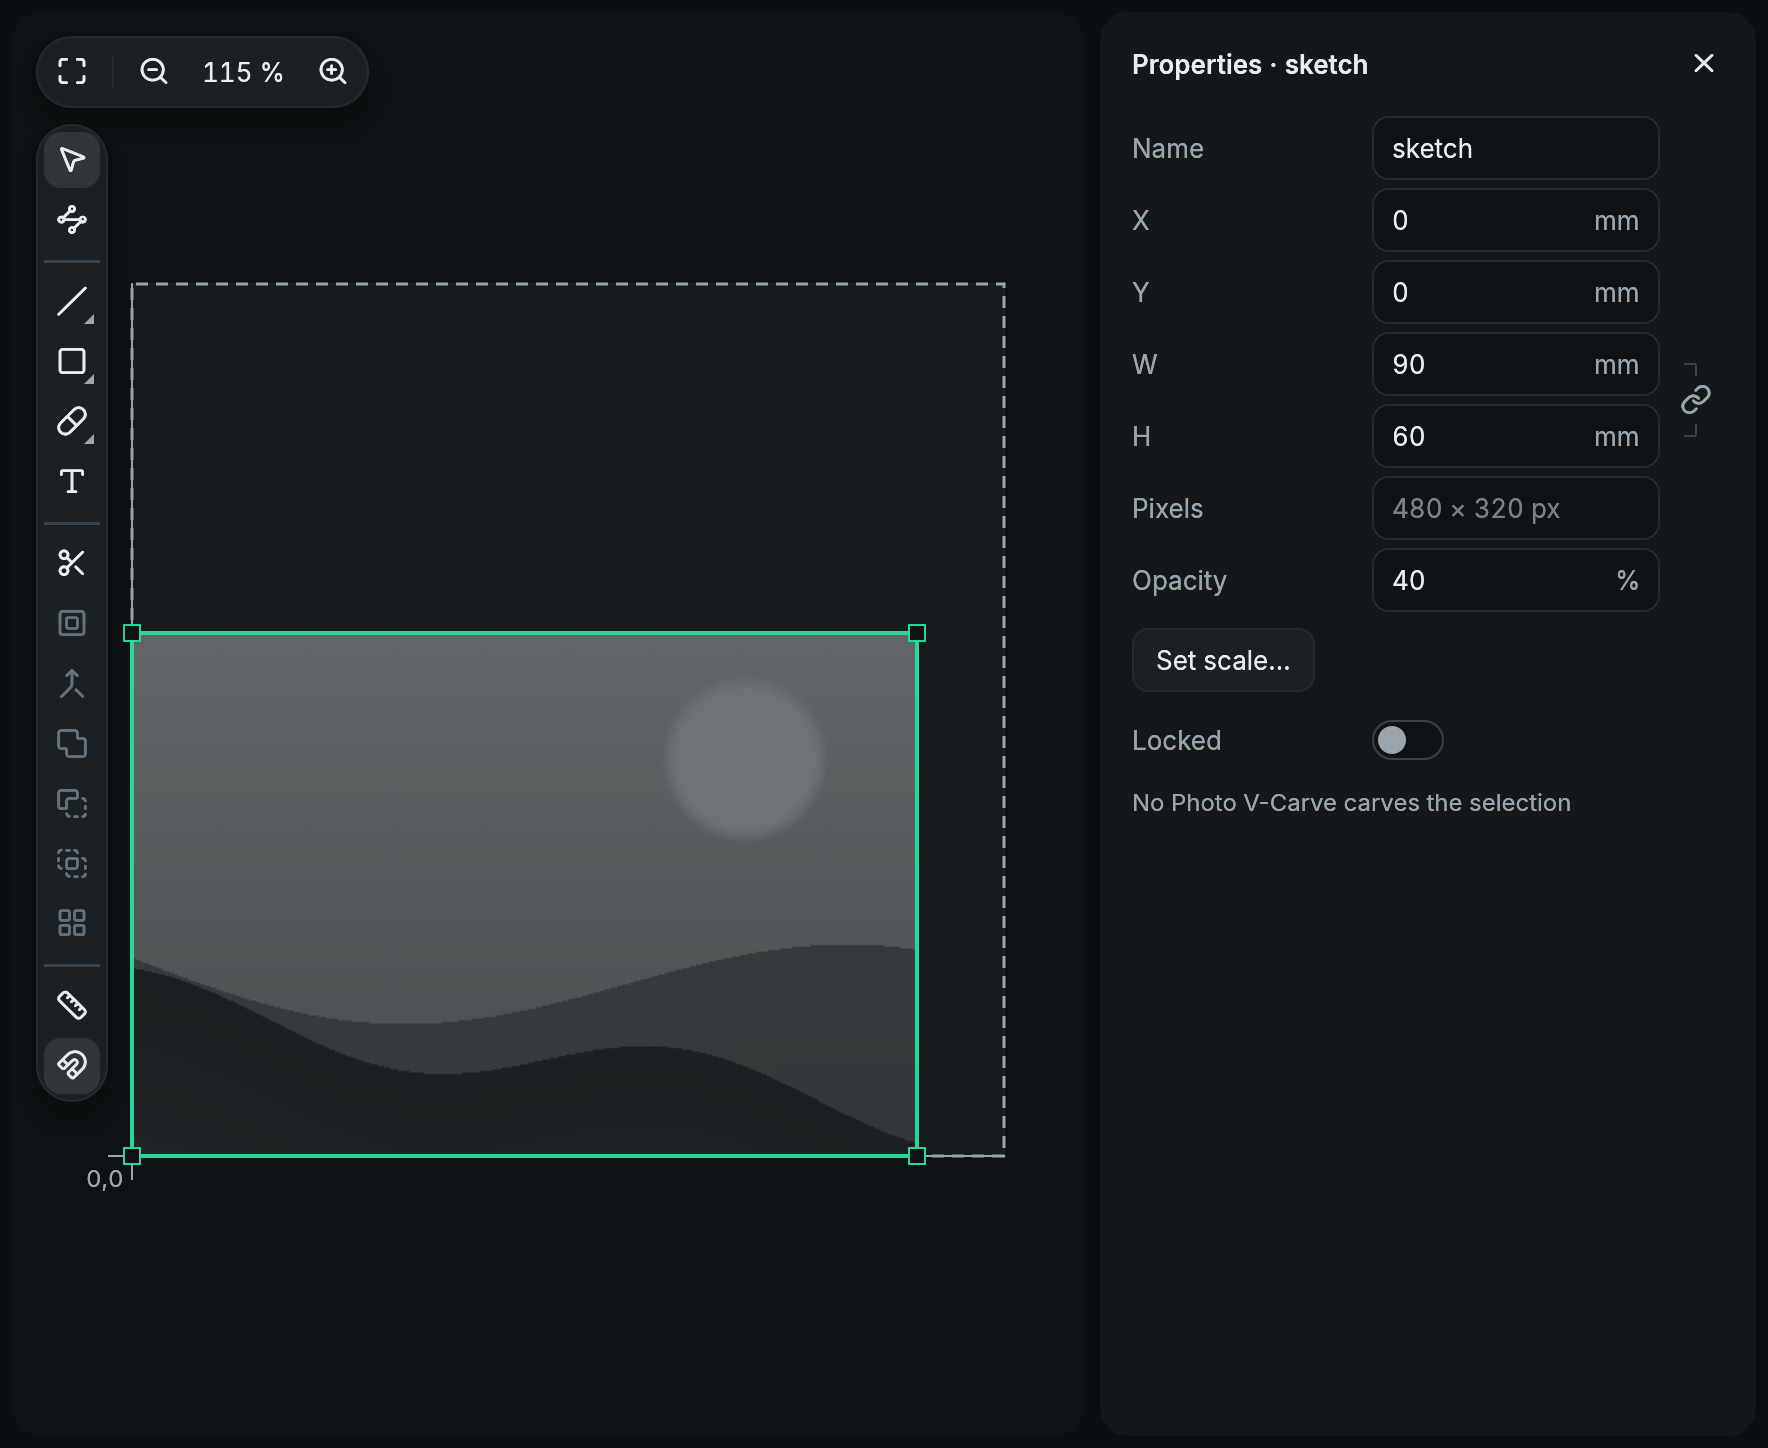 115 %
Properties · sketch
Name sketch
X 0 mm
Y 0 mm
W 90 mm
H 60 mm
Pixels 480 × 320 px
Opacity 40 %
Set scale...
Locked
No Photo V-Carve carves the selection
0,0